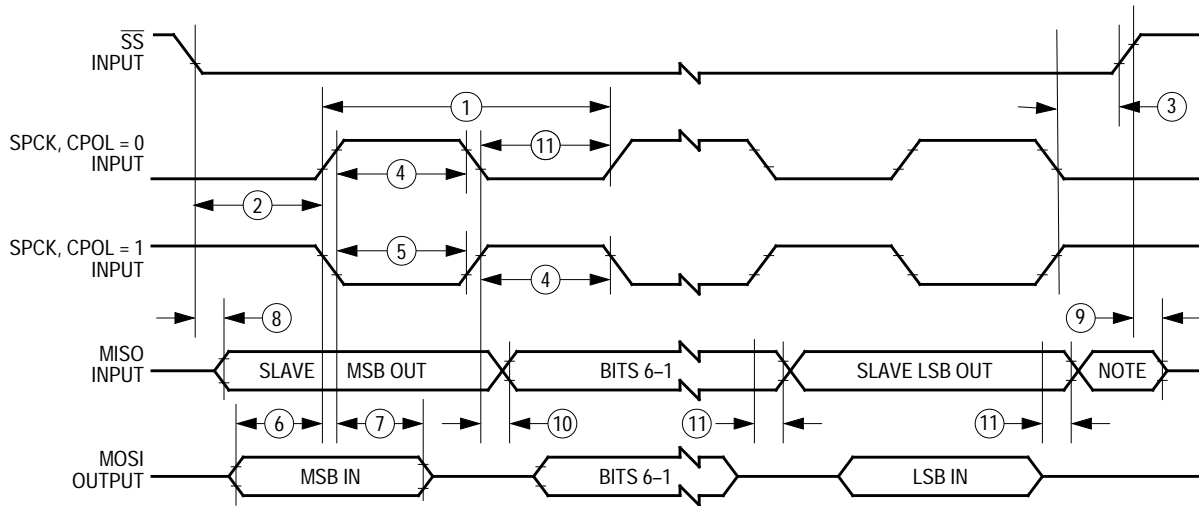 SS
INPUT
1
3
SPCK, CPOL = 0
INPUT
11
4
2
SPCK, CPOL = 1
INPUT
5
4
8
9
MISO
INPUT
SLAVE MSB OUT
BITS 6–1
SLAVE LSB OUT
NOTE
6
7
10
11
11
MOSI
OUTPUT
MSB IN
BITS 6–1
LSB IN